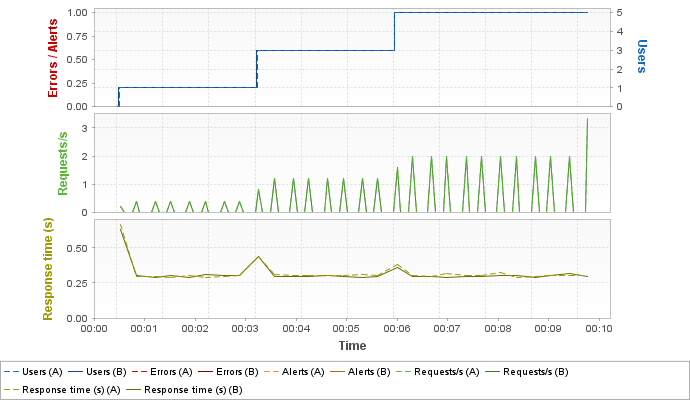 1.00
0.75
0.50
0.25
0.00
Errors / Alerts
5
4
3
2
1
0
Users
3
2
1
0
Requests/s
0.50
0.25
0.00
Response time (s)
00:00 00:01 00:02 00:03 00:04 00:05 00:06 00:07 00:08 00:09 00:10
Time
Users (A) Users (B) Errors (A) Errors (B) Alerts (A) Alerts (B) Requests/s (A) Requests/s (B)
Response time (s) (A) Response time (s) (B)